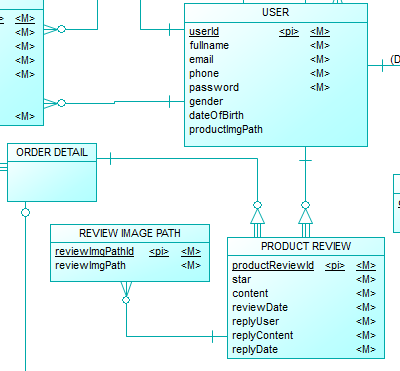 <M>
<M>
<M>
<M>
<M>
<M>
USER
userId <pi> <M>
fullname <M>
email <M>
phone <M>
password <M>
gender
dateOfBirth
productImgPath
ORDER DETAIL
REVIEW IMAGE PATH
reviewImgPathId <pi> <M>
reviewImgPath <M>
PRODUCT REVIEW
productReviewId <pi> <M>
star <M>
content <M>
reviewDate <M>
replyUser <M>
replyContent <M>
replyDate <M>